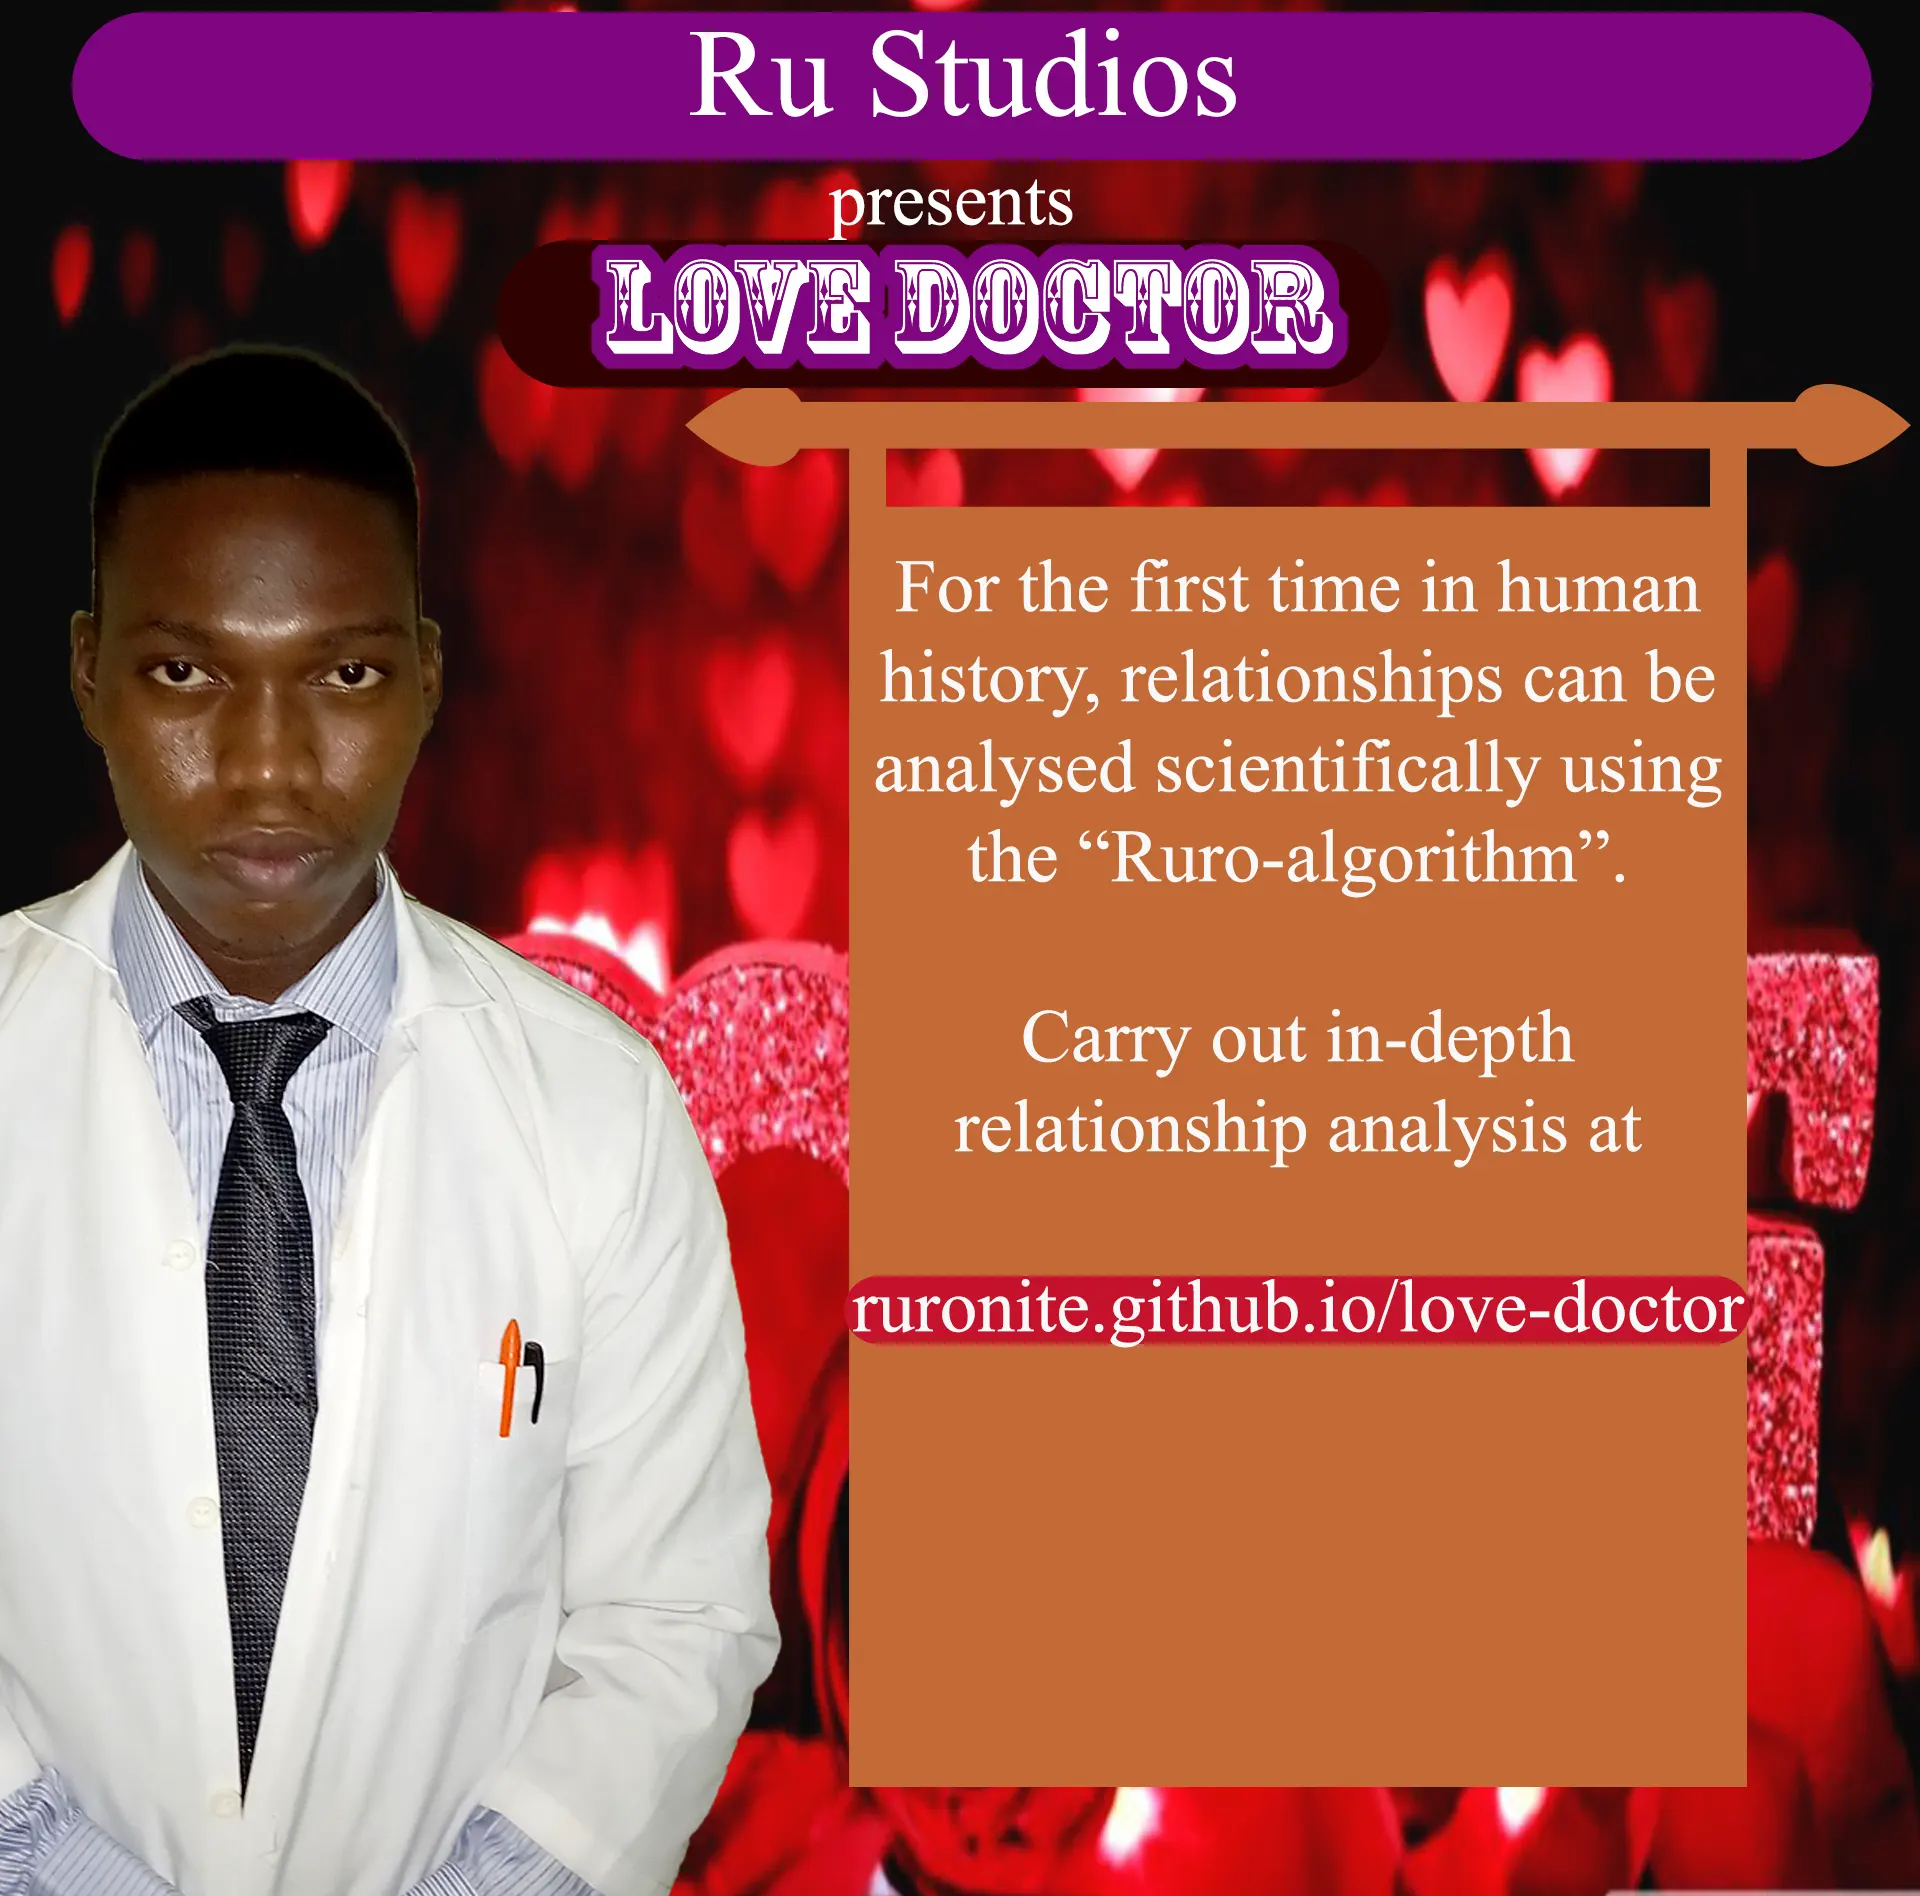 Ru Studios
presents
LOVE DOCTOR
For the first time in human
history, relationships can be
analysed scientifically using
the “Ruro-algorithm”.
Carry out in-depth
relationship analysis at
ruronite.github.io/love-doctor